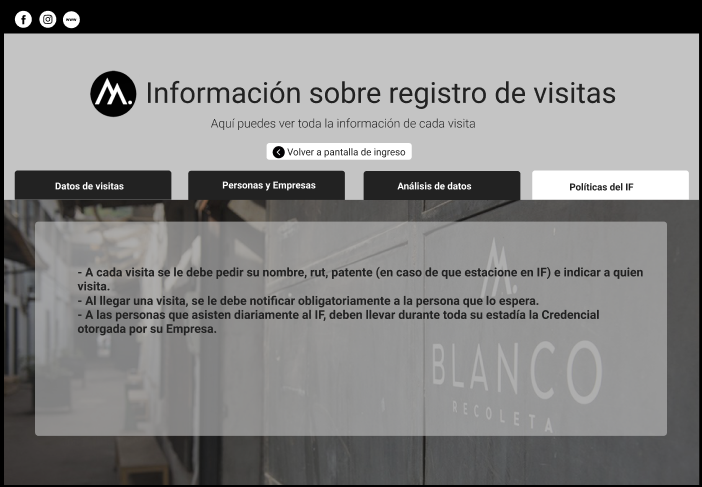 www
M.
Información sobre registro de visitas
Aquí puedes ver toda la información de cada visita
Volver a pantalla de ingreso
Datos de visitas
Personas y Empresas
Análisis de datos
Políticas del IF
- A cada visita se le debe pedir su nombre, rut, patente (en caso de que estacione en IF) e indicar a quien
visita.
- Al llegar una visita, se le debe notificar obligatoriamente a la persona que lo espera.
- A las personas que asisten diariamente al IF, deben llevar durante toda su estadía la Credencial
otorgada por su Empresa.
M.
BLANCO
RECOLETA